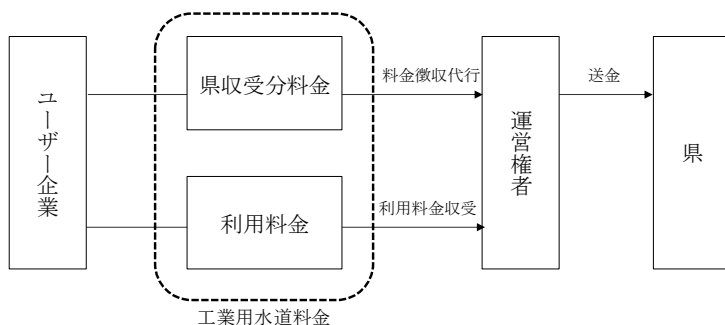 ユーザー企業
県収受分料金
料金徴収代行
運営権者
送金
県
利用料金
利用料金収受
工業用水道料金